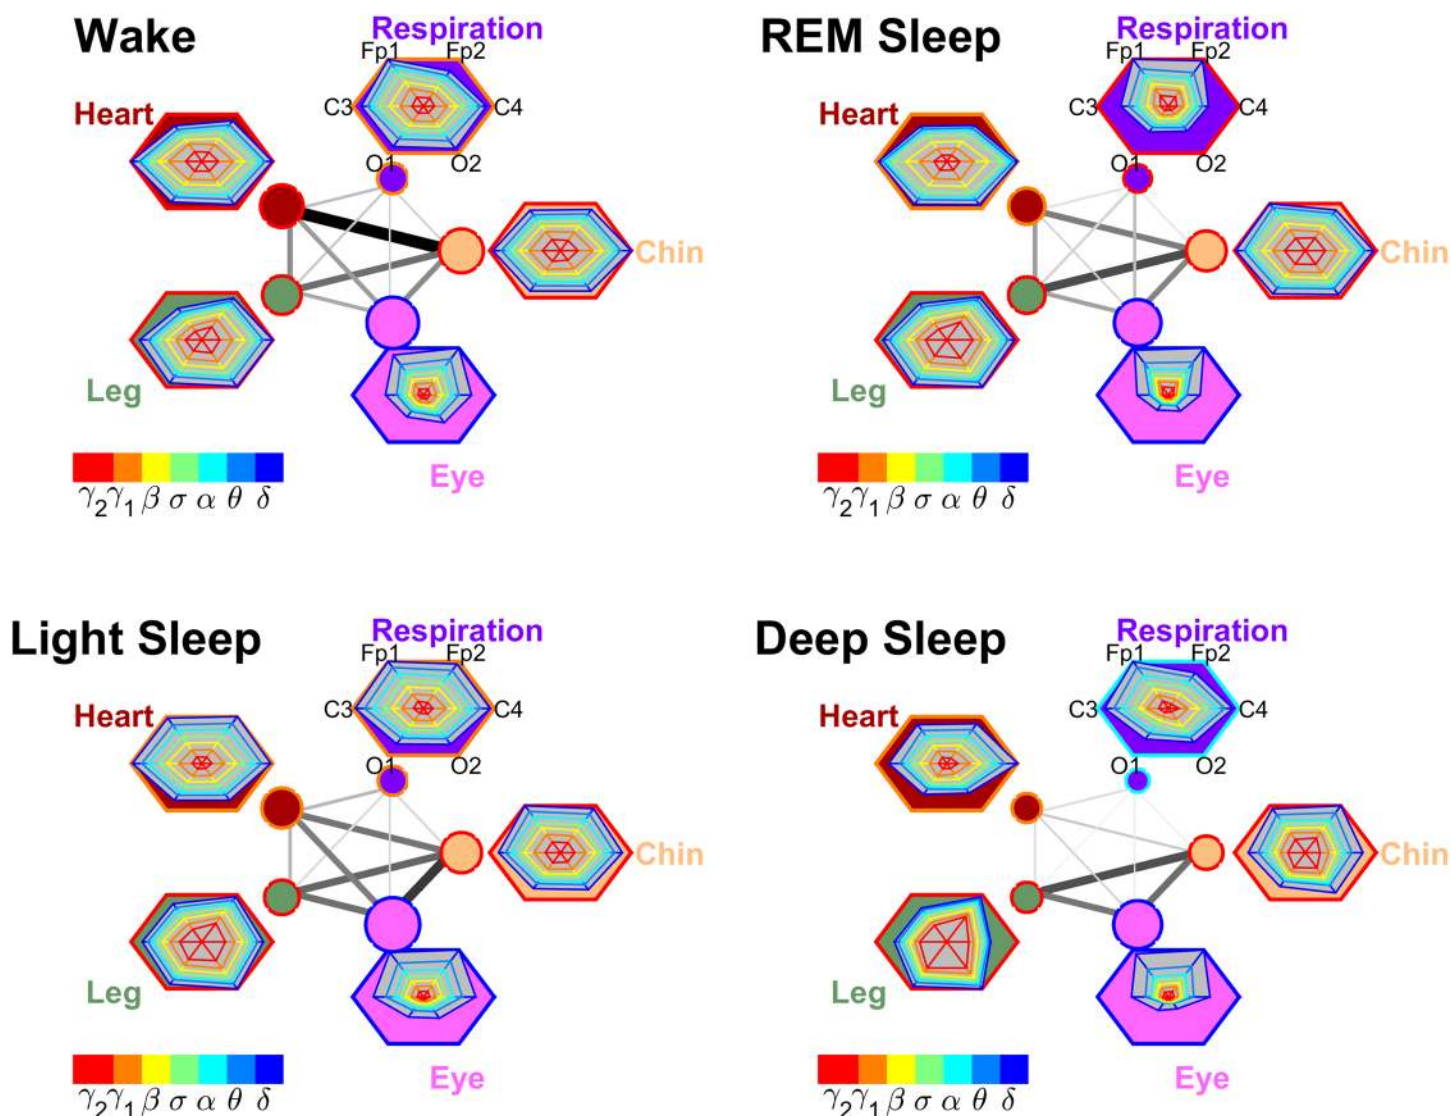 Wake
Respiration
Fp1 Fp2
Heart
C3 C4
O1 O2
Chin
Leg
Eye
γ2 γ1 β σ α θ δ
REM Sleep
Respiration
Fp1 Fp2
Heart
C3 C4
O1 O2
Chin
Leg
Eye
γ2 γ1 β σ α θ δ
Light Sleep
Respiration
Fp1 Fp2
Heart
C3 C4
O1 O2
Chin
Leg
Eye
γ2 γ1 β σ α θ δ
Deep Sleep
Respiration
Fp1 Fp2
Heart
C3 C4
O1 O2
Chin
Leg
Eye
γ2 γ1 β σ α θ δ